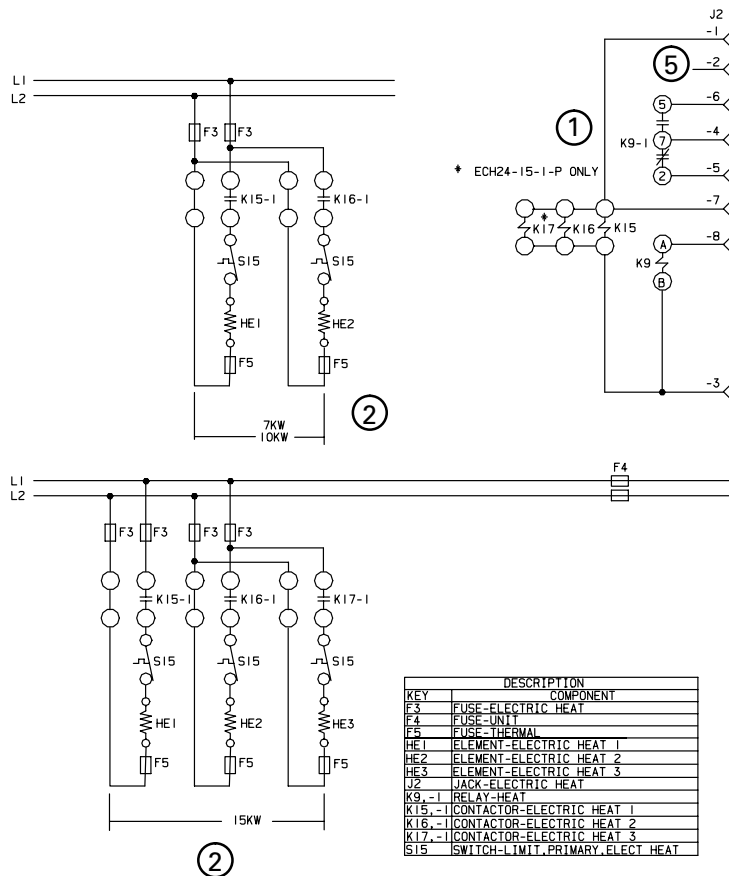 J2
-1
L1
L2
5
-2
F3 F3
5
-6
1
K9-1
7
-4
* ECH24-15-1-P ONLY
2
-5
K15-1 K16-1
-7
*
K17 K16 K15
A
-8
S15 S15
K9
B
HE1 HE2
F5 F5
-3
2
7KW
10KW
F4
L1
L2
F3 F3 F3 F3
K15-1 K16-1 K17-1
S15 S15 S15
HE1 HE2 HE3
F5 F5 F5
15KW
2
DESCRIPTION
KEY COMPONENT
F3 FUSE-ELECTRIC HEAT
F4 FUSE-UNIT
F5 FUSE-THERMAL
HE1 ELEMENT-ELECTRIC HEAT 1
HE2 ELEMENT-ELECTRIC HEAT 2
HE3 ELEMENT-ELECTRIC HEAT 3
J2 JACK-ELECTRIC HEAT
K9,-1 RELAY-HEAT
K15,-1 CONTACTOR-ELECTRIC HEAT 1
K16,-1 CONTACTOR-ELECTRIC HEAT 2
K17,-1 CONTACTOR-ELECTRIC HEAT 3
S15 SWITCH-LIMIT,PRIMARY,ELECT HEAT